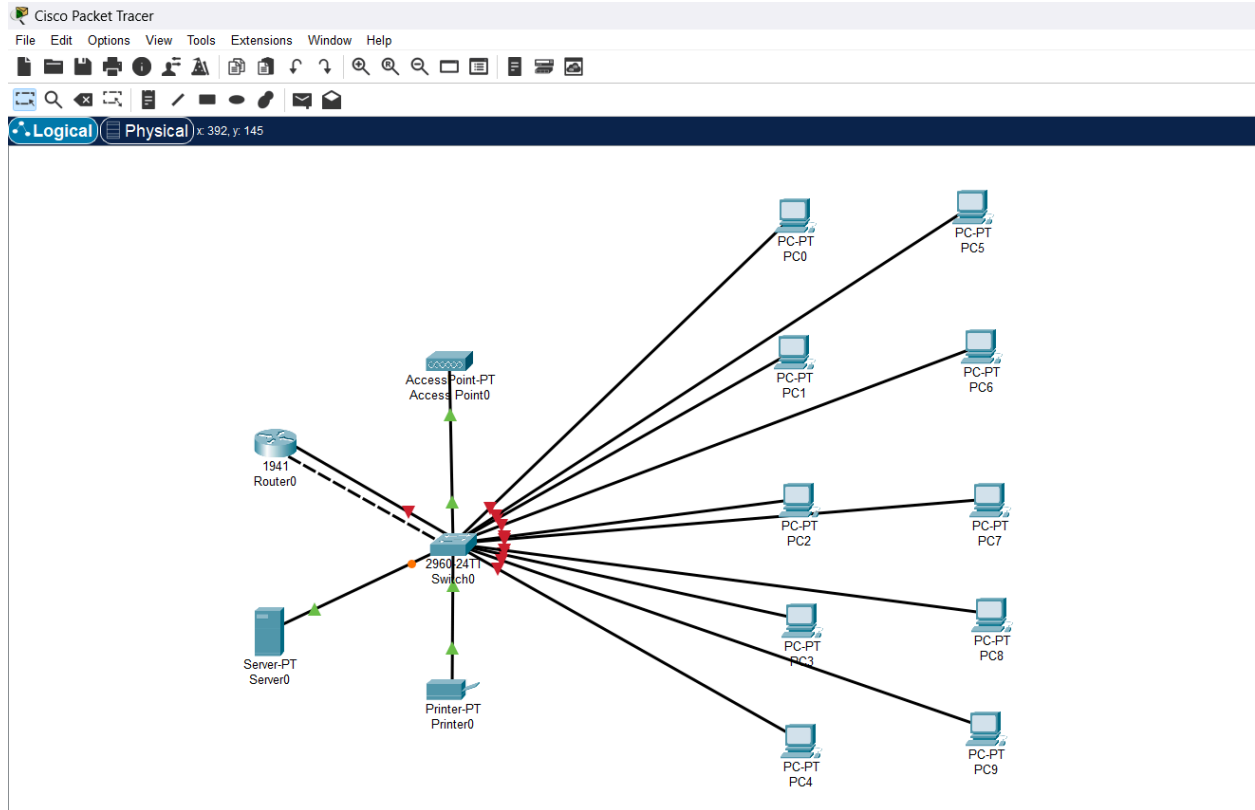 Cisco Packet Tracer
File Edit Options View Tools Extensions Window Help
Logical Physical x: 392, y: 145
PC-PT
PC0
PC-PT
PC5
AccessPoint-PT
Access Point0
PC-PT
PC1
PC-PT
PC6
1941
Router0
PC-PT
PC2
PC-PT
PC7
2960-24TT
Switch0
Server-PT
Server0
PC-PT
PC3
PC-PT
PC8
Printer-PT
Printer0
PC-PT
PC4
PC-PT
PC9